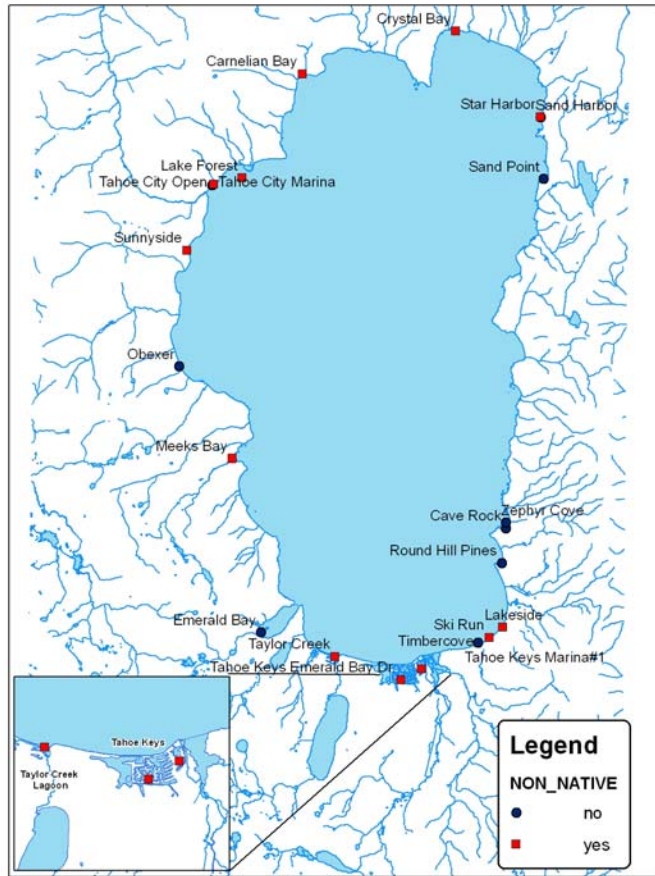 Crystal Bay
Carnelian Bay
Star Harbor
Sand Harbor
Lake Forest
Sand Point
Tahoe City Open
Tahoe City Marina
Sunnyside
Obexer
Meeks Bay
Zephyr Cove
Cave Rock
Round Hill Pines
Emerald Bay
Lakeside
Ski Run
Taylor Creek
Timbercove
Tahoe Keys Marina#1
Tahoe Keys Emerald Bay Dr
Tahoe Keys
Taylor Creek
Lagoon
Legend
NON_NATIVE
no
yes